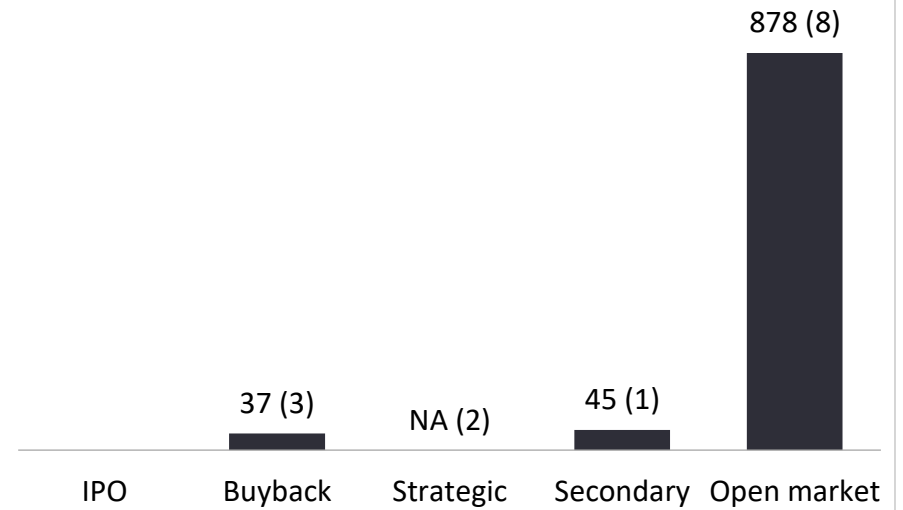 878 (8)
37 (3)
NA (2)
45 (1)
IPO
Buyback
Strategic
Secondary
Open market